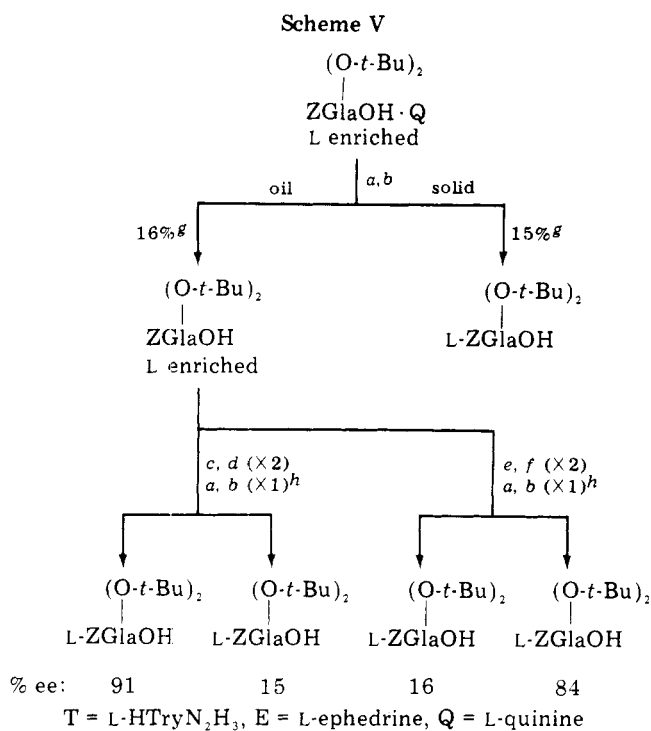 Scheme V
(O-t-Bu)₂
ZGlaOH · Q
L enriched
oil
a, b
solid
16%ᵍ
15%ᵍ
(O-t-Bu)₂
(O-t-Bu)₂
ZGlaOH
L-ZGlaOH
L enriched
c, d (×2)
a, b (×1)ʰ
e, f (×2)
a, b (×1)ʰ
(O-t-Bu)₂
(O-t-Bu)₂
(O-t-Bu)₂
(O-t-Bu)₂
L-ZGlaOH
L-ZGlaOH
L-ZGlaOH
L-ZGlaOH
% ee: 91 15 16 84
T = L-HTryN₂H₃, E = L-ephedrine, Q = L-quinine